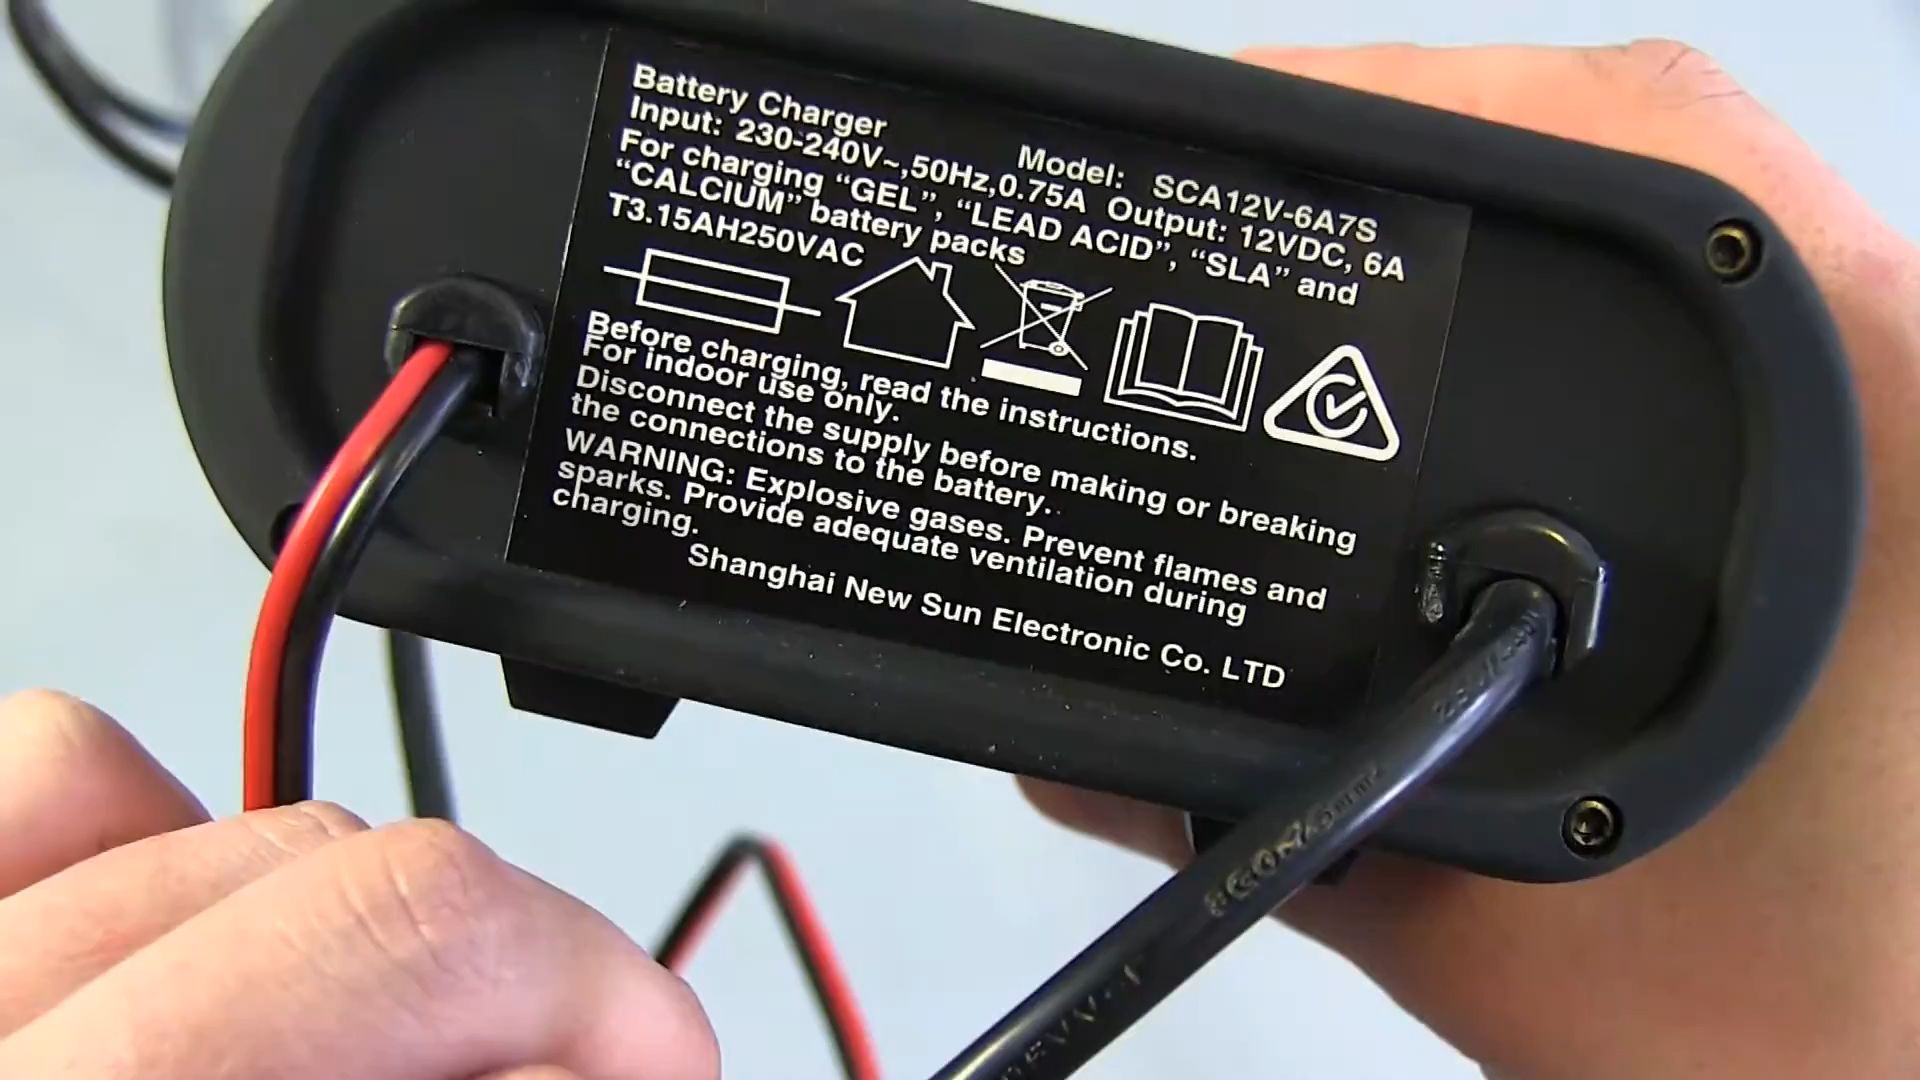 Battery Charger Model: SCA12V-6A7S
Input: 230-240V~,50Hz,0.75A Output: 12VDC, 6A
For charging “GEL”, “LEAD ACID”, “SLA” and
“CALCIUM” battery packs
T3.15AH250VAC
Before charging, read the instructions.
For indoor use only.
Disconnect the supply before making or breaking
the connections to the battery.
WARNING: Explosive gases. Prevent flames and
sparks. Provide adequate ventilation during
charging.
Shanghai New Sun Electronic Co. LTD